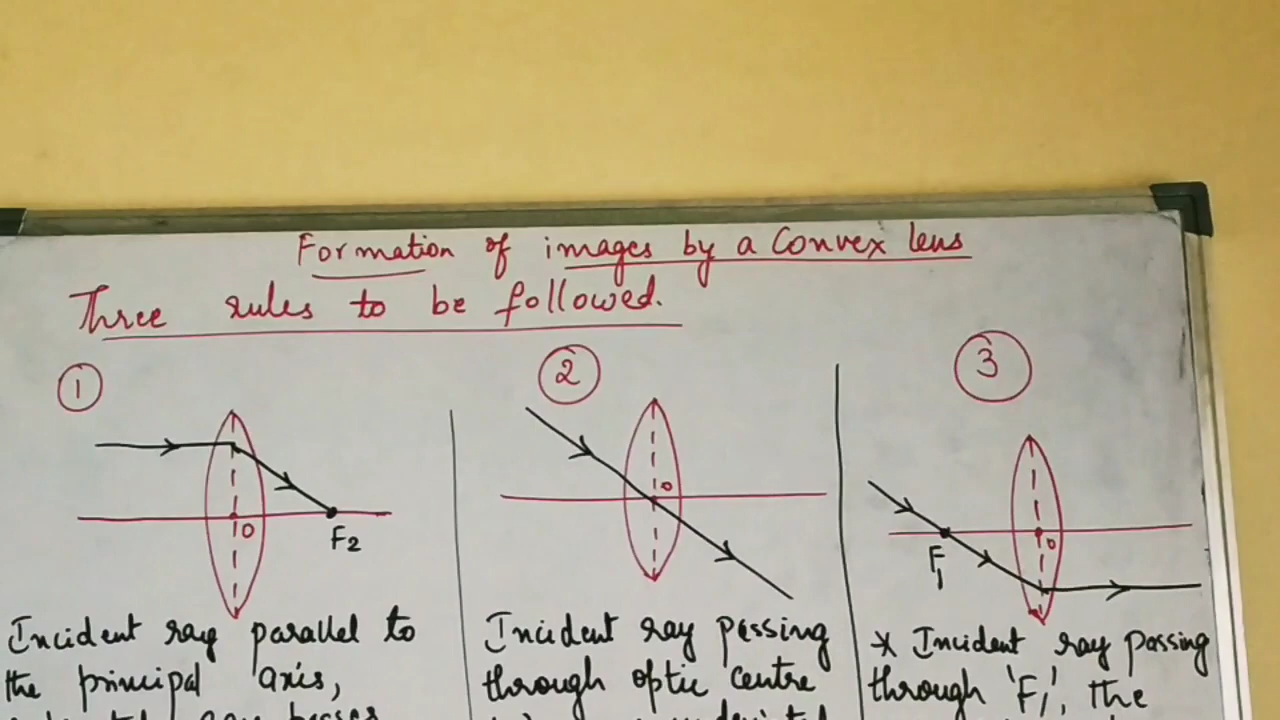 Formation of images by a Convex lens
Three rules to be followed.
1
O
F2
Incident ray parallel to
the principal axis,
2
O
Incident ray passing
through optic centre
3
F1
O
* Incident ray passing
through 'F1', the